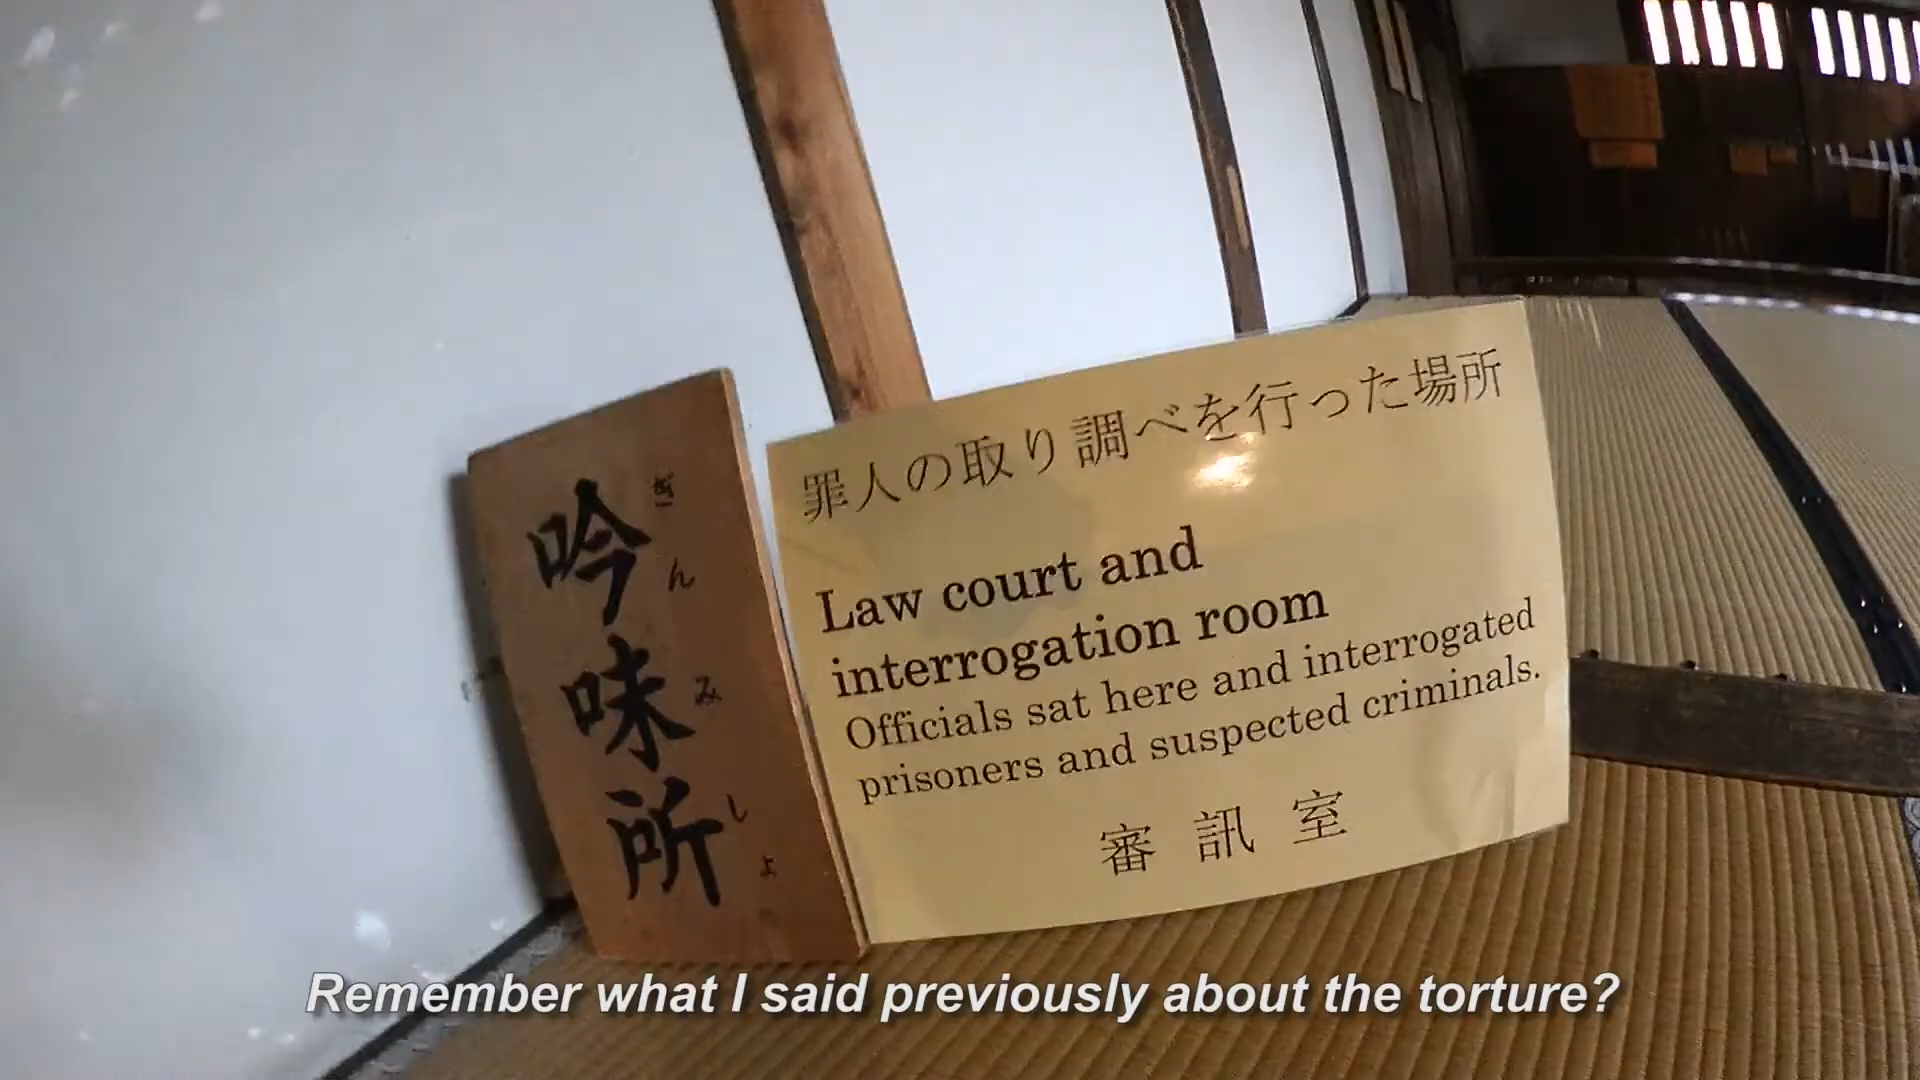 吟味所
ぎんみしよ
罪人の取り調べを行った場所
Law court and
interrogation room
Officials sat here and interrogated
prisoners and suspected criminals.
審訊室
Remember what I said previously about the torture?